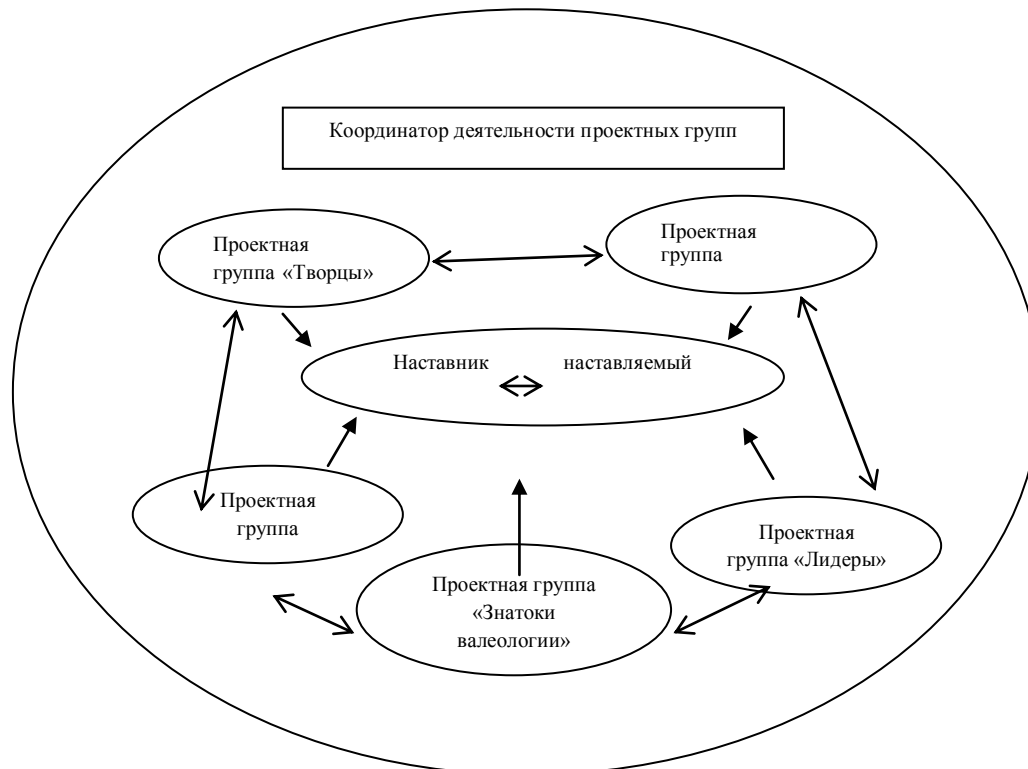 Координатор деятельности проектных групп
Проектная
группа «Творцы»
Проектная
группа
Наставник наставляемый
Проектная
группа
Проектная
группа «Лидеры»
Проектная группа
«Знатоки
валеологии»